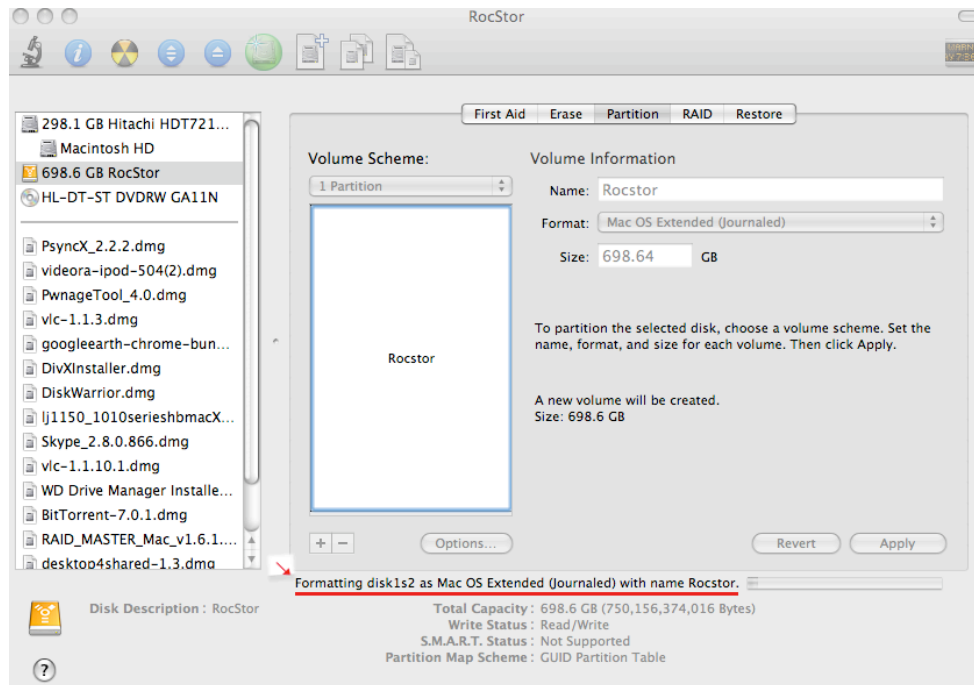 RocStor
First Aid Erase Partition RAID Restore
298.1 GB Hitachi HDT721...
Macintosh HD
698.6 GB RocStor
HL-DT-ST DVDRW GA11N
PsyncX_2.2.2.dmg
videora-ipod-504(2).dmg
PwnageTool_4.0.dmg
vlc-1.1.3.dmg
googleearth-chrome-bun...
DivXInstaller.dmg
DiskWarrior.dmg
lj1150_1010serieshbmacX...
Skype_2.8.0.866.dmg
vlc-1.1.10.1.dmg
WD Drive Manager Installe...
BitTorrent-7.0.1.dmg
RAID_MASTER_Mac_v1.6.1....
desktop4shared-1.3.dmg
Volume Scheme:
1 Partition
Rocstor
+ − Options...
Volume Information
Name: Rocstor
Format: Mac OS Extended (Journaled)
Size: 698.64 GB
To partition the selected disk, choose a volume scheme. Set the
name, format, and size for each volume. Then click Apply.
A new volume will be created.
Size: 698.6 GB
Revert Apply
Formatting disk1s2 as Mac OS Extended (Journaled) with name Rocstor.
Disk Description : RocStor
Total Capacity : 698.6 GB (750,156,374,016 Bytes)
Write Status : Read/Write
S.M.A.R.T. Status : Not Supported
Partition Map Scheme : GUID Partition Table
?